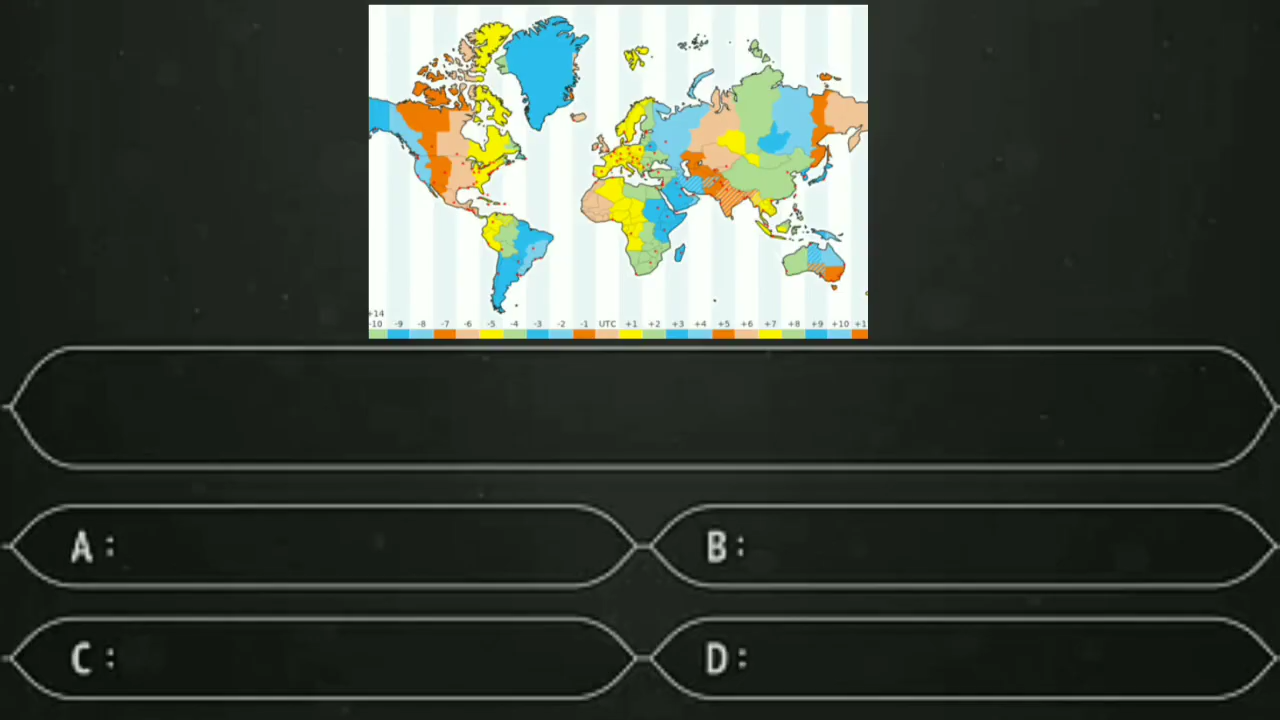 +14
-10 -9 -8 -7 -6 -5 -4 -3 -2 -1 UTC +1 +2 +3 +4 +5 +6 +7 +8 +9 +10 +1
A :
B :
C :
D :